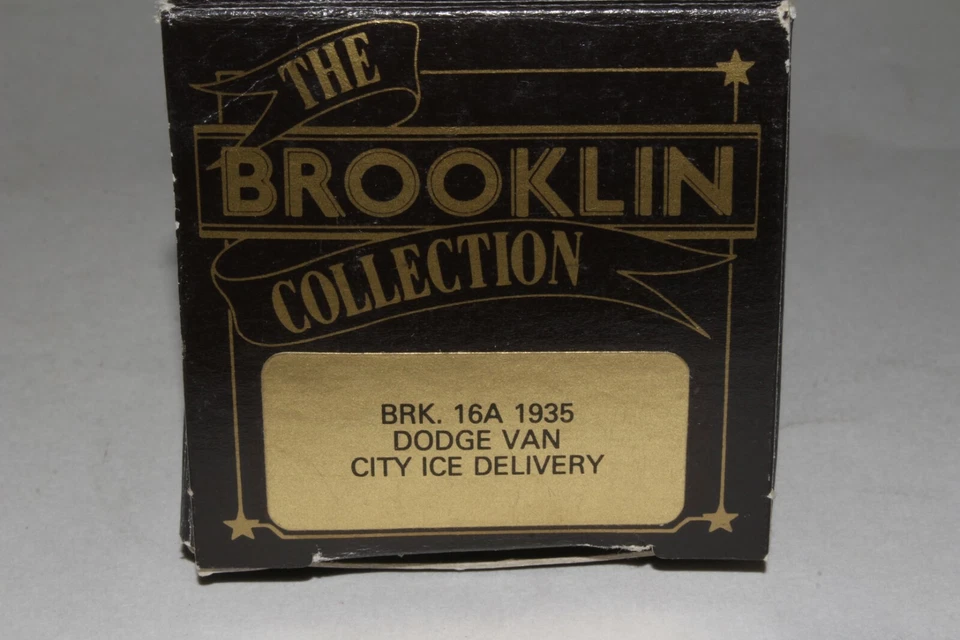 THE
BROOKLIN
COLLECTION
BRK. 16A 1935
DODGE VAN
CITY ICE DELIVERY